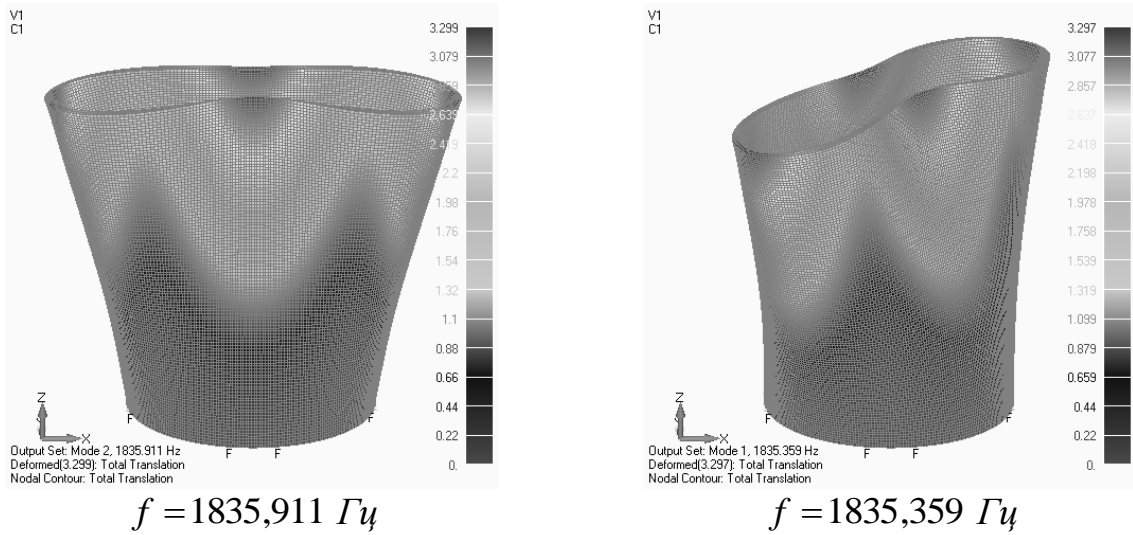 V1
C1
3.299
3.079
2.859
2.639
2.419
2.2
1.98
1.76
1.54
1.32
1.1
0.88
0.66
0.44
0.22
0.
Z
X
F
F
F
F
Output Set: Mode 2, 1835.911 Hz
Deformed(3.299): Total Translation
Nodal Contour: Total Translation
f = 1835,911 Гц
V1
C1
3.297
3.077
2.857
2.637
2.418
2.198
1.978
1.758
1.539
1.319
1.099
0.879
0.659
0.44
0.22
0.
Z
X
F
F
F
F
Output Set: Mode 1, 1835.359 Hz
Deformed(3.297): Total Translation
Nodal Contour: Total Translation
f = 1835,359 Гц